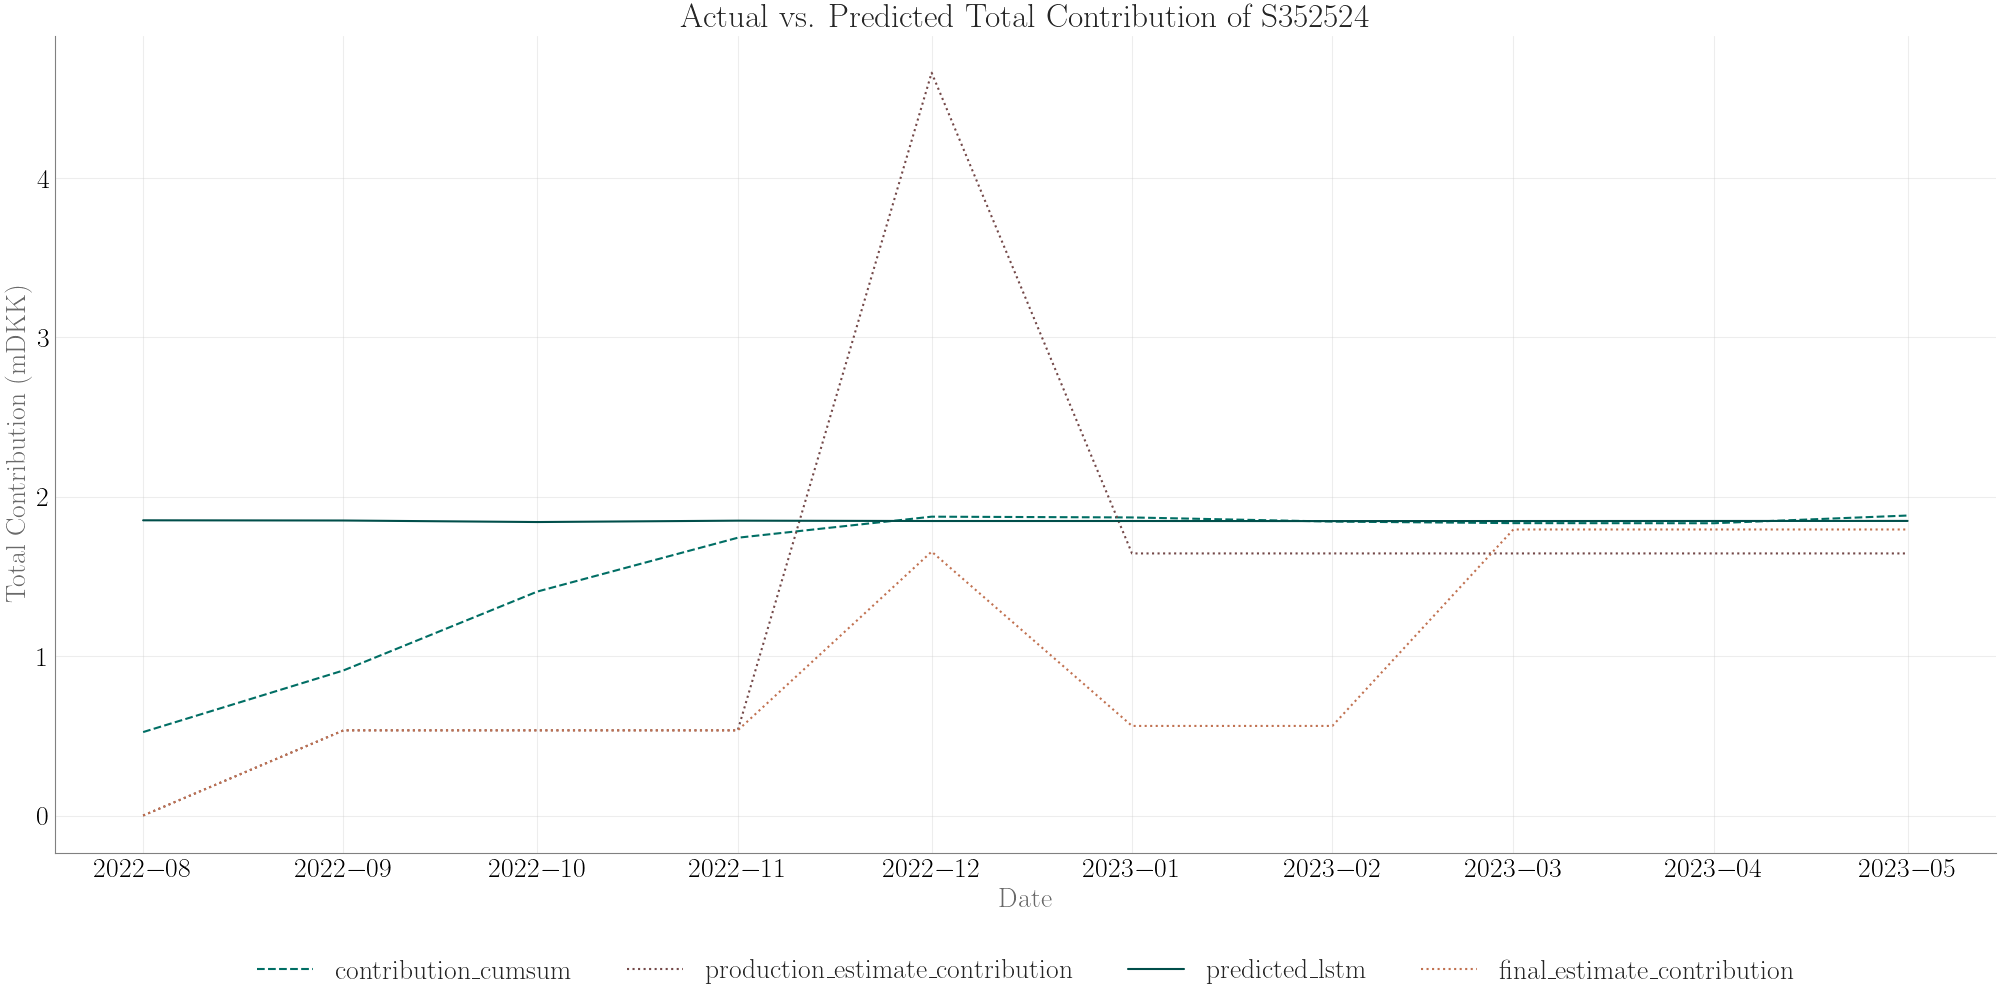 Actual vs. Predicted Total Contribution of S352524
Total Contribution (mDKK)
4
3
2
1
0
2022−08 2022−09 2022−10 2022−11 2022−12 2023−01 2023−02 2023−03 2023−04 2023−05
Date
contribution_cumsum production_estimate_contribution predicted_lstm final_estimate_contribution